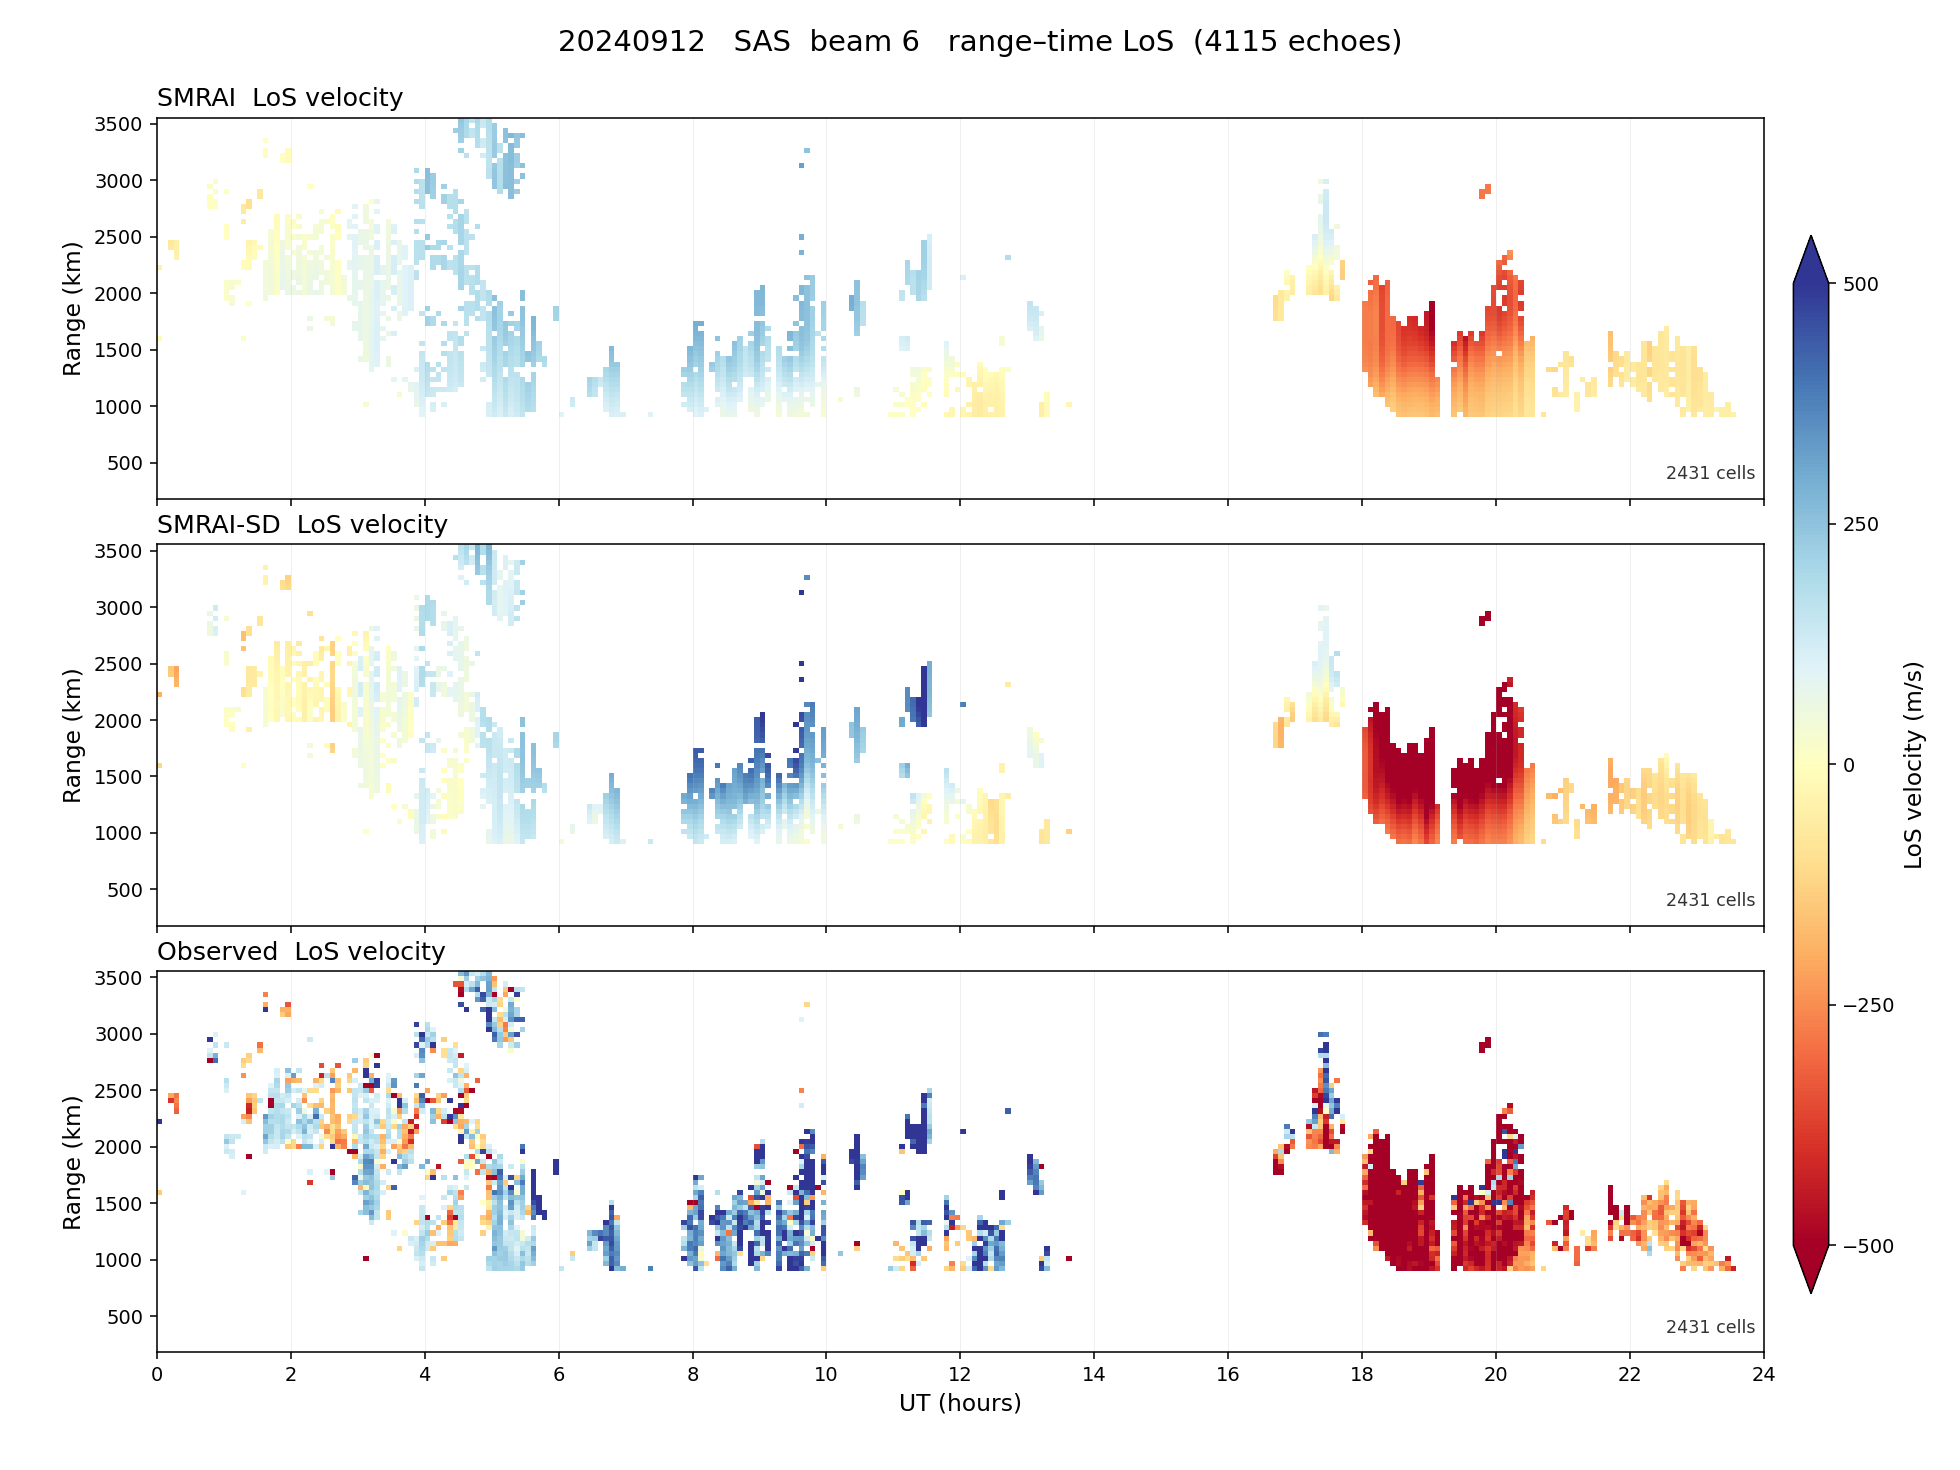 20240912 SAS beam 6 range–time LoS (4115 echoes)
SMRAI LoS velocity
3500
3000
2500
2000
1500
1000
500
Range (km)
2431 cells
SMRAI-SD LoS velocity
3500
3000
2500
2000
1500
1000
500
Range (km)
2431 cells
Observed LoS velocity
3500
3000
2500
2000
1500
1000
500
Range (km)
2431 cells
0 2 4 6 8 10 12 14 16 18 20 22 24
UT (hours)
500
250
0
−250
−500
LoS velocity (m/s)